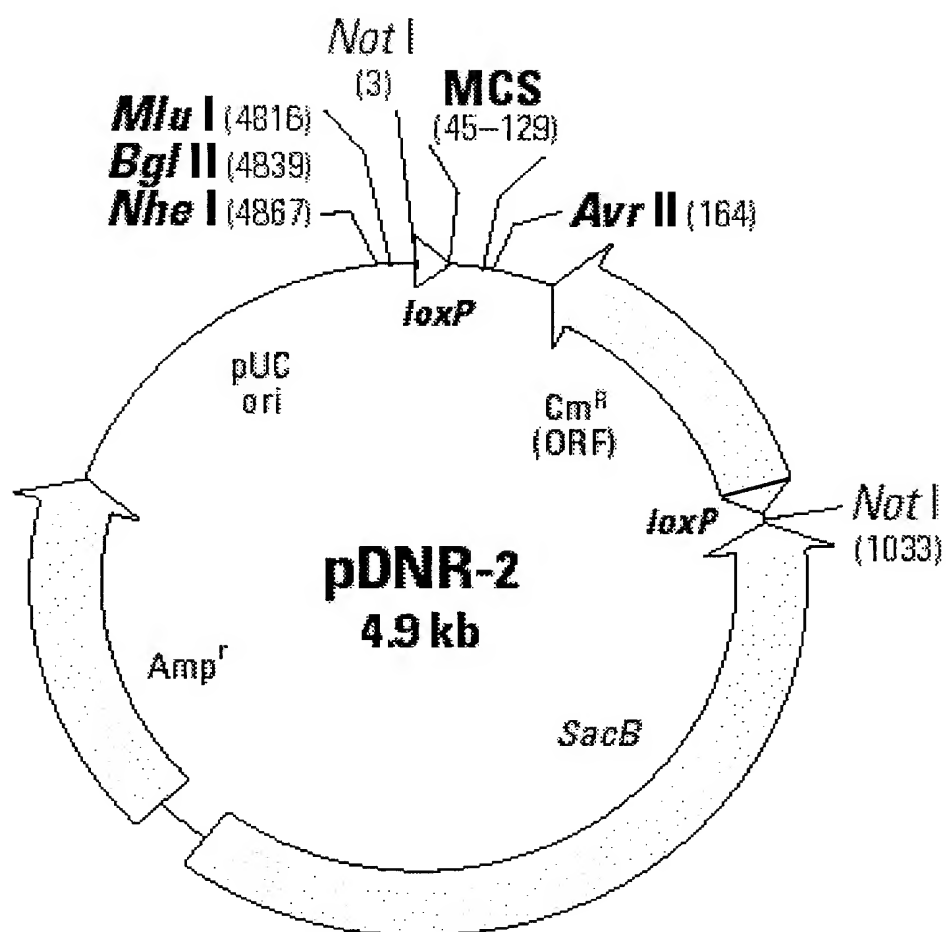 Not I
(3)
MCS
(45–129)
Mlu I (4816)
Bgl II (4839)
Nhe I (4867)
Avr II (164)
loxP
pUC
ori
Cmᴿ
(ORF)
loxP
Not I
(1033)
pDNR-2
4.9 kb
Ampʳ
SacB